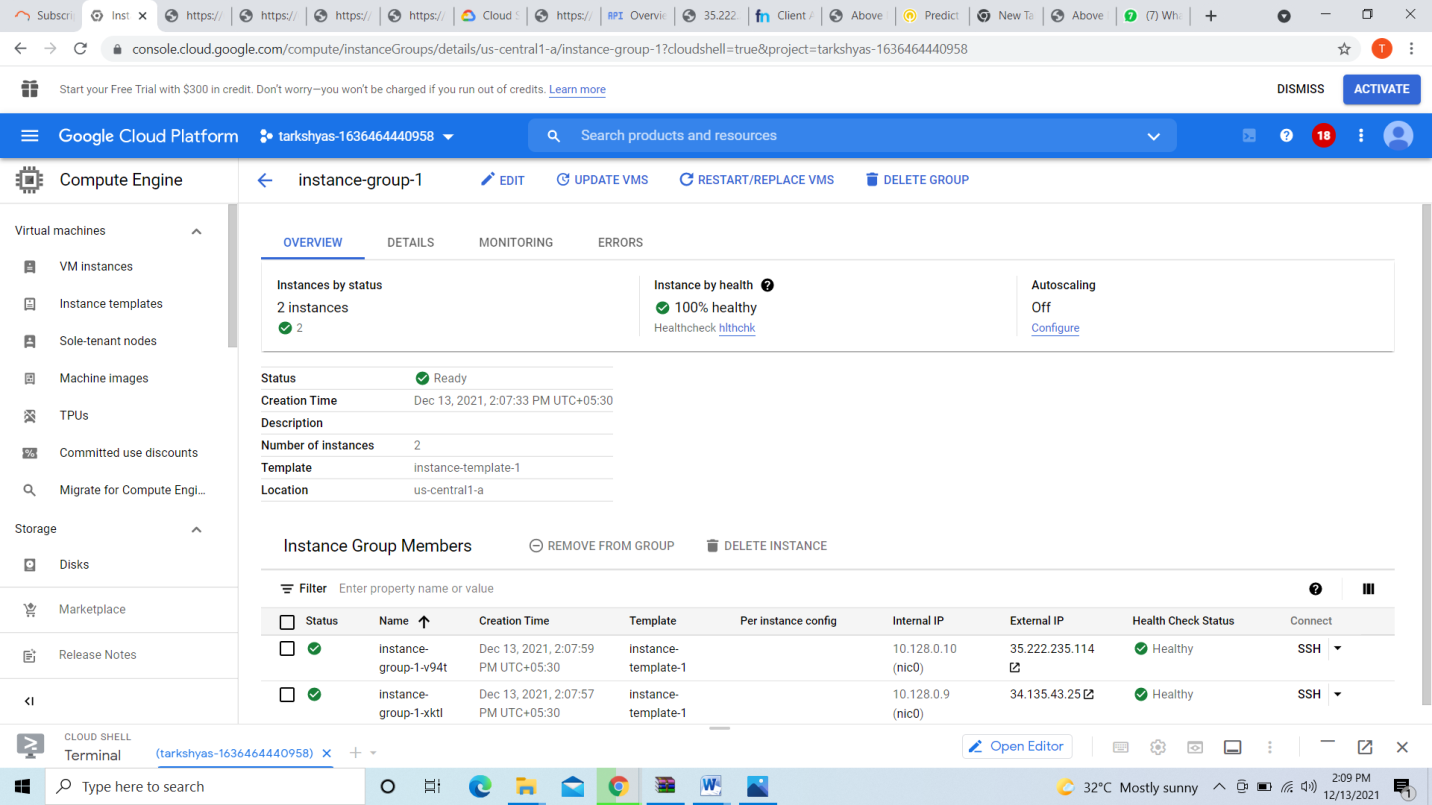 Subscri
Inst
https:/
https:/
https:/
https:/
Cloud S
https:/
API Overvie
35.222.
fn Client A
Above
Predict
New Ta
Above
7 (7) Wha
console.cloud.google.com/compute/instanceGroups/details/us-central1-a/instance-group-1?cloudshell=true&project=tarkshyas-1636464440958
T
Start your Free Trial with $300 in credit. Don't worry—you won't be charged if you run out of credits. Learn more
DISMISS
ACTIVATE
Google Cloud Platform
tarkshyas-1636464440958
Search products and resources
18
Compute Engine
instance-group-1
EDIT
UPDATE VMS
RESTART/REPLACE VMS
DELETE GROUP
Virtual machines
VM instances
Instance templates
Sole-tenant nodes
Machine images
TPUs
Committed use discounts
Migrate for Compute Engi...
Storage
Disks
Marketplace
Release Notes
OVERVIEW
DETAILS
MONITORING
ERRORS
Instances by status
2 instances
2
Instance by health
100% healthy
Healthcheck hlthchk
Autoscaling
Off
Configure
Status Ready
Creation Time Dec 13, 2021, 2:07:33 PM UTC+05:30
Description
Number of instances 2
Template instance-template-1
Location us-central1-a
Instance Group Members
REMOVE FROM GROUP
DELETE INSTANCE
Filter Enter property name or value
Status Name Creation Time Template Per instance config Internal IP External IP Health Check Status Connect
instance- Dec 13, 2021, 2:07:59 instance- 10.128.0.10 35.222.235.114 Healthy SSH
group-1-v94t PM UTC+05:30 template-1 (nic0)
instance- Dec 13, 2021, 2:07:57 instance- 10.128.0.9 34.135.43.25 Healthy SSH
group-1-xktl PM UTC+05:30 template-1 (nic0)
CLOUD SHELL
Terminal
(tarkshyas-1636464440958)
Open Editor
Type here to search
32°C Mostly sunny
2:09 PM
12/13/2021
1